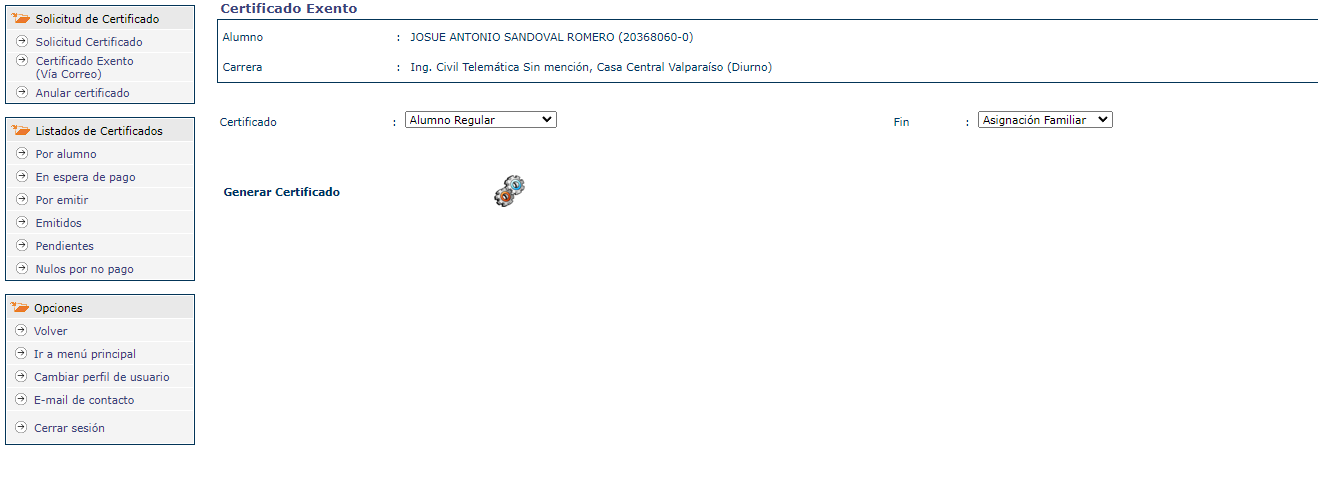 Solicitud de Certificado
Solicitud Certificado
Certificado Exento
(Vía Correo)
Anular certificado
Listados de Certificados
Por alumno
En espera de pago
Por emitir
Emitidos
Pendientes
Nulos por no pago
Opciones
Volver
Ir a menú principal
Cambiar perfil de usuario
E-mail de contacto
Cerrar sesión
Certificado Exento
Alumno : JOSUE ANTONIO SANDOVAL ROMERO (20368060-0)
Carrera : Ing. Civil Telemática Sin mención, Casa Central Valparaíso (Diurno)
Certificado : Alumno Regular Fin : Asignación Familiar
Generar Certificado